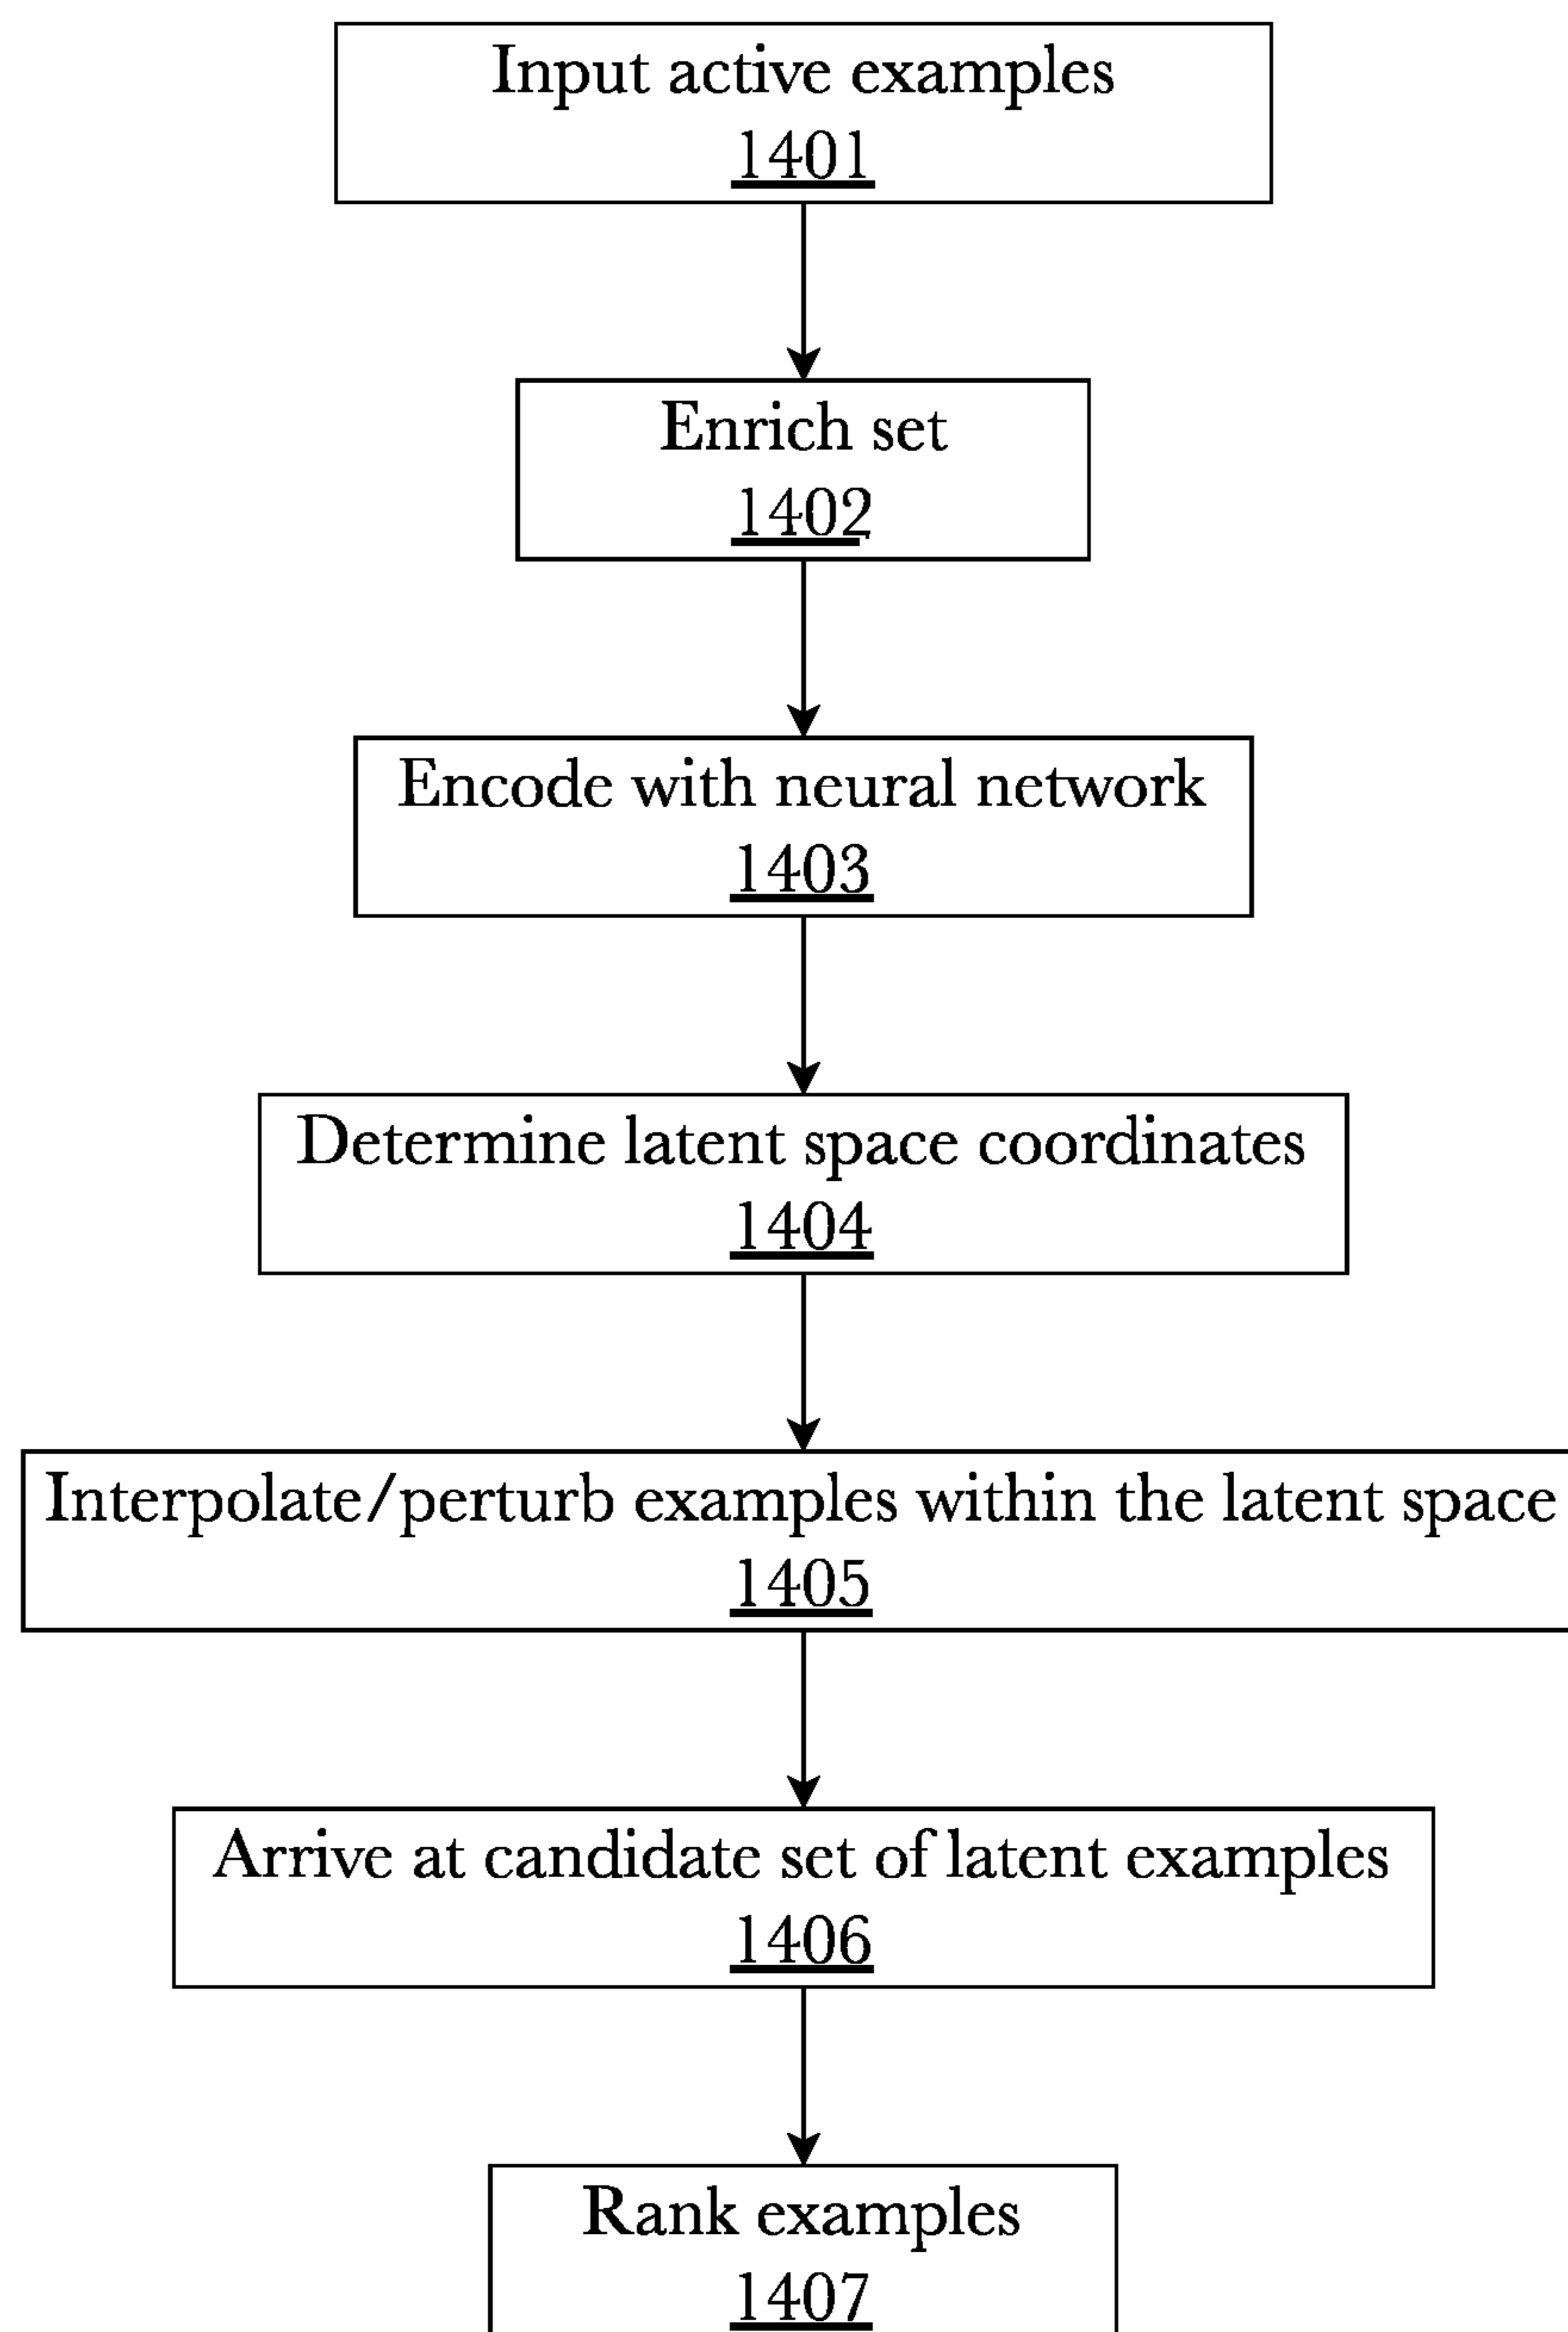 Input active examples
1401
Enrich set
1402
Encode with neural network
1403
Determine latent space coordinates
1404
Interpolate/perturb examples within the latent space
1405
Arrive at candidate set of latent examples
1406
Rank examples
1407